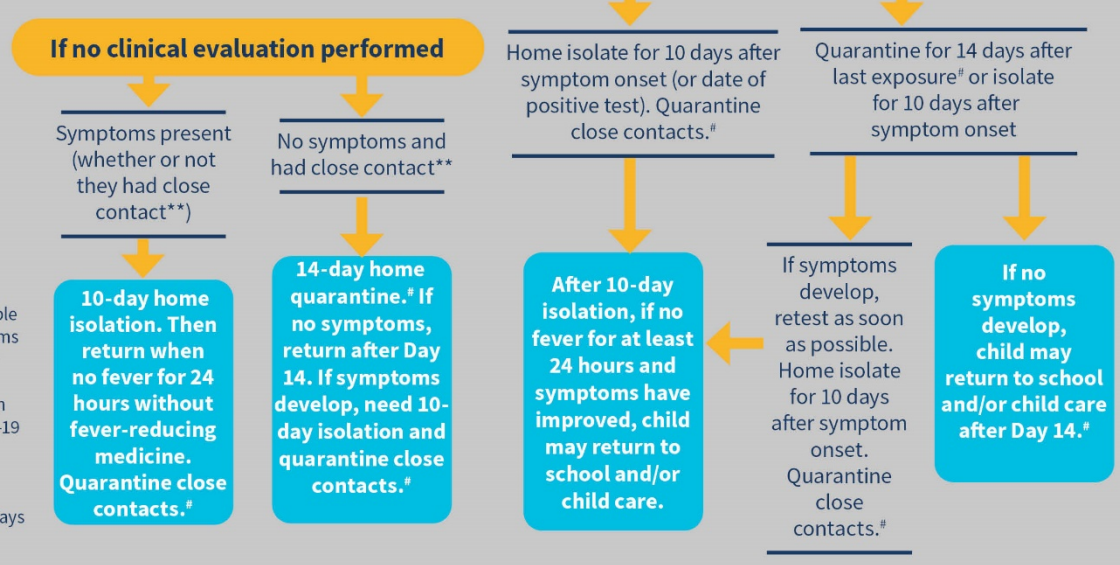 If no clinical evaluation performed
Symptoms present
(whether or not
they had close
contact**)
10-day home
isolation. Then
return when
no fever for 24
hours without
fever-reducing
medicine.
Quarantine close
contacts.#
No symptoms and
had close contact**
14-day home
quarantine.# If
no symptoms,
return after Day
14. If symptoms
develop, need 10-
day isolation and
quarantine close
contacts.#
Home isolate for 10 days after
symptom onset (or date of
positive test). Quarantine
close contacts.#
After 10-day
isolation, if no
fever for at least
24 hours and
symptoms have
improved, child
may return to
school and/or
child care.
Quarantine for 14 days after
last exposure# or isolate
for 10 days after
symptom onset
If symptoms
develop,
retest as soon
as possible.
Home isolate
for 10 days
after symptom
onset.
Quarantine
close
contacts.#
If no
symptoms
develop,
child may
return to school
and/or child care
after Day 14.#